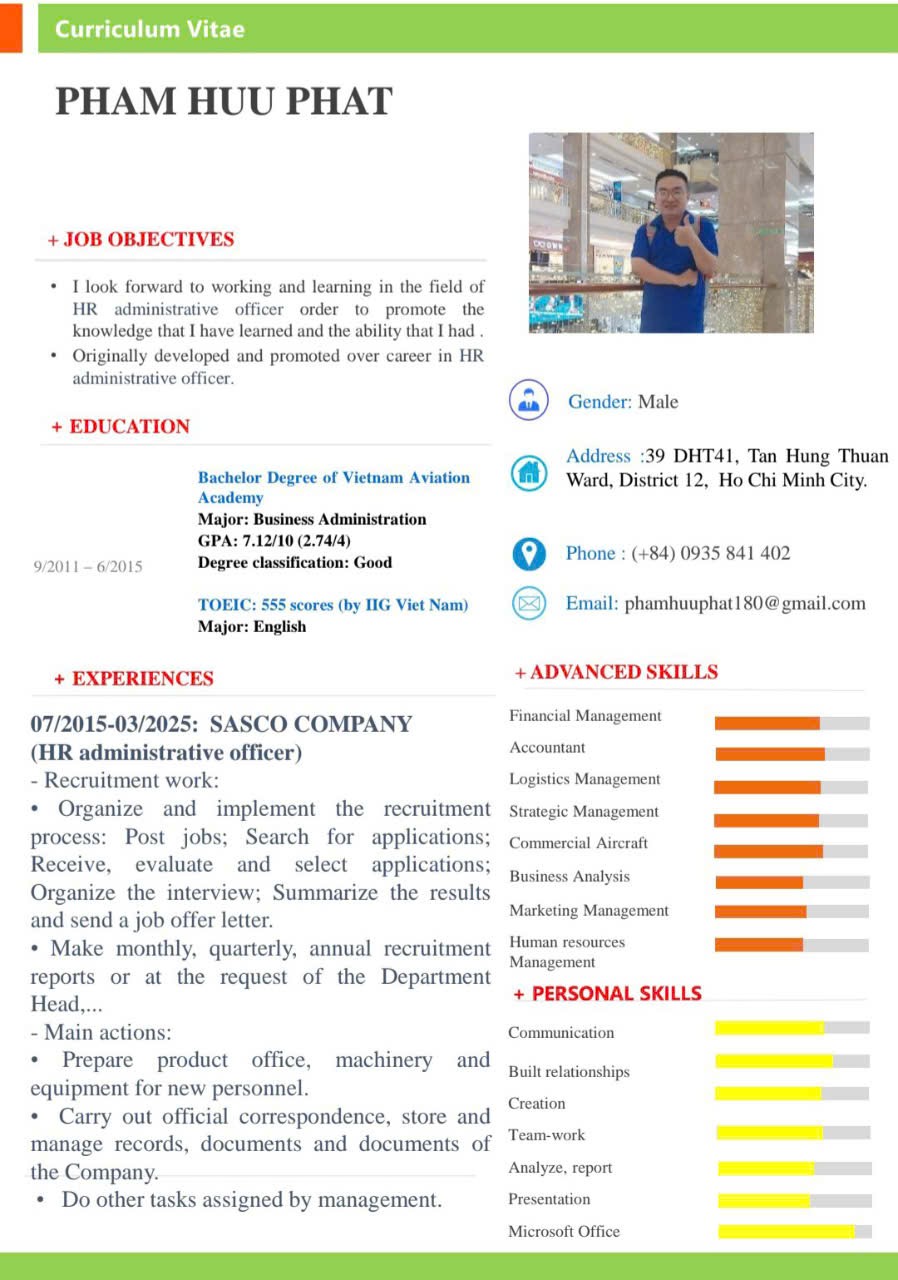 Curriculum Vitae
PHAM HUU PHAT
+ JOB OBJECTIVES
• I look forward to working and learning in the field of
HR administrative officer order to promote the
knowledge that I have learned and the ability that I had .
• Originally developed and promoted over career in HR
administrative officer.
+ EDUCATION
9/2011 – 6/2015
Bachelor Degree of Vietnam Aviation
Academy
Major: Business Administration
GPA: 7.12/10 (2.74/4)
Degree classification: Good
TOEIC: 555 scores (by IIG Viet Nam)
Major: English
+ EXPERIENCES
07/2015-03/2025: SASCO COMPANY
(HR administrative officer)
- Recruitment work:
• Organize and implement the recruitment
process: Post jobs; Search for applications;
Receive, evaluate and select applications;
Organize the interview; Summarize the results
and send a job offer letter.
• Make monthly, quarterly, annual recruitment
reports or at the request of the Department
Head,...
- Main actions:
• Prepare product office, machinery and
equipment for new personnel.
• Carry out official correspondence, store and
manage records, documents and documents of
the Company.
• Do other tasks assigned by management.
Gender: Male
Address :39 DHT41, Tan Hung Thuan
Ward, District 12, Ho Chi Minh City.
Phone : (+84) 0935 841 402
Email: phamhuuphat180@gmail.com
+ ADVANCED SKILLS
Financial Management
Accountant
Logistics Management
Strategic Management
Commercial Aircraft
Business Analysis
Marketing Management
Human resources
Management
+ PERSONAL SKILLS
Communication
Built relationships
Creation
Team-work
Analyze, report
Presentation
Microsoft Office